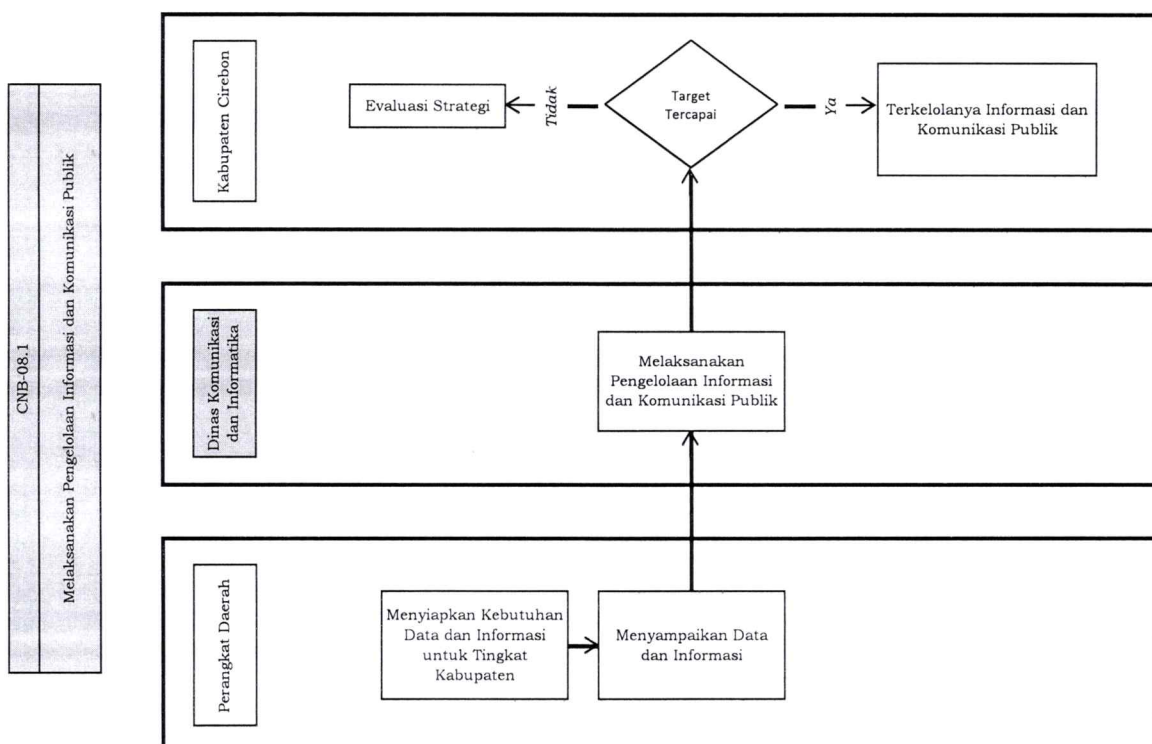 CNB-08.1
Melaksanakan Pengelolaan Informasi dan Komunikasi Publik
Kabupaten Cirebon
Evaluasi Strategi
Tidak
Target
Tercapai
Ya
Terkelolanya Informasi dan
Komunikasi Publik
Dinas Komunikasi
dan Informatika
Melaksanakan
Pengelolaan Informasi
dan Komunikasi Publik
Perangkat Daerah
Menyiapkan Kebutuhan
Data dan Informasi
untuk Tingkat
Kabupaten
Menyampaikan Data
dan Informasi